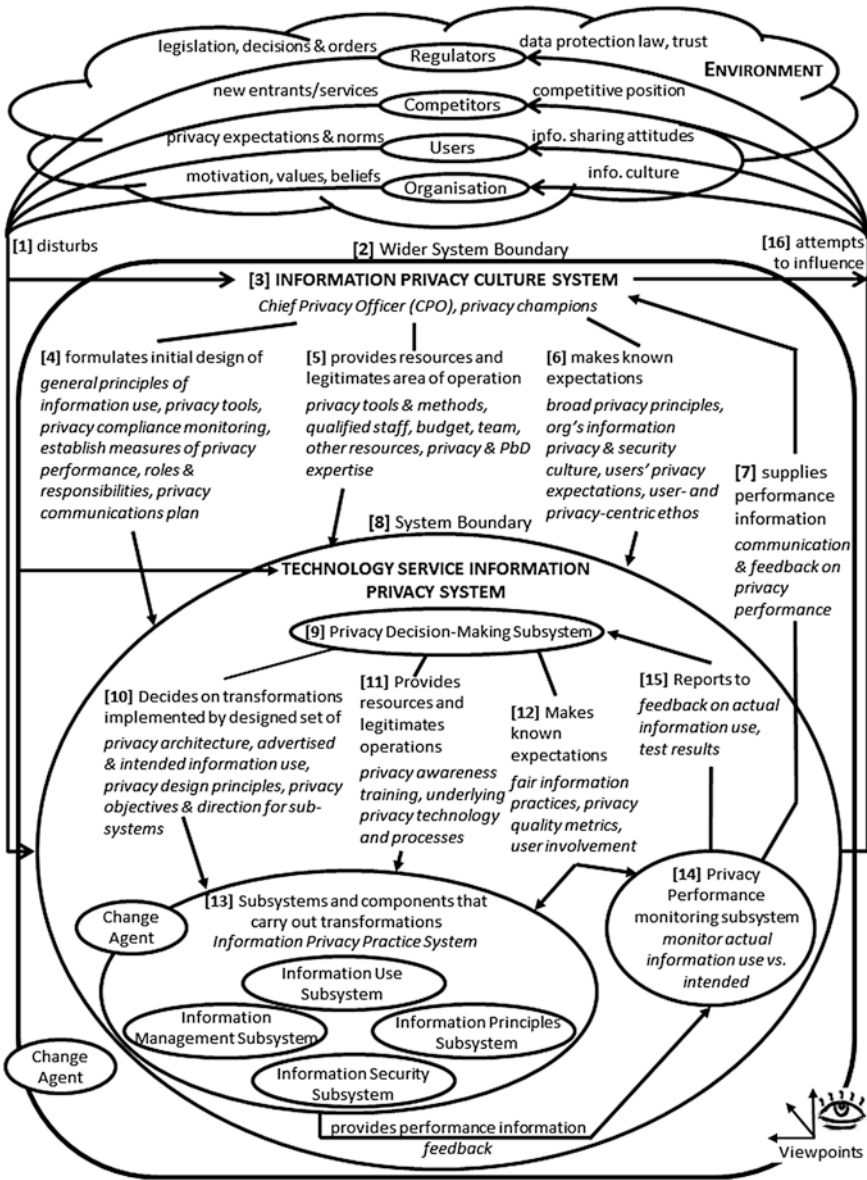 legislation, decisions & orders
Regulators
data protection law, trust
ENVIRONMENT
new entrants/services
Competitors
competitive position
privacy expectations & norms
Users
info. sharing attitudes
motivation, values, beliefs
Organisation
info. culture
[1] disturbs
[2] Wider System Boundary
[16] attempts
to influence
[3] INFORMATION PRIVACY CULTURE SYSTEM
Chief Privacy Officer (CPO), privacy champions
[4] formulates initial design of
general principles of
information use, privacy tools,
privacy compliance monitoring,
establish measures of privacy
performance, roles &
responsibilities, privacy
communications plan
[5] provides resources and
legitimates area of operation
privacy tools & methods,
qualified staff, budget, team,
other resources, privacy & PbD
expertise
[6] makes known
expectations
broad privacy principles,
org's information
privacy & security
culture, users' privacy
expectations, user- and
privacy-centric ethos
[7] supplies
performance
information
communication
& feedback on
privacy
performance
[8] System Boundary
TECHNOLOGY SERVICE INFORMATION
PRIVACY SYSTEM
[9] Privacy Decision-Making Subsystem
[10] Decides on transformations
implemented by designed set of
privacy architecture, advertised
& intended information use,
privacy design principles, privacy
objectives & direction for sub-
systems
[11] Provides
resources and
legitimates
operations
privacy awareness
training, underlying
privacy technology
and processes
[12] Makes
known
expectations
fair information
practices, privacy
quality metrics,
user involvement
[15] Reports to
feedback on actual
information use,
test results
[14] Privacy
Performance
monitoring subsystem
monitor actual
information use vs.
intended
Change
Agent
[13] Subsystems and components that
carry out transformations
Information Privacy Practice System
Information Use
Subsystem
Information
Management Subsystem
Information Principles
Subsystem
Information Security
Subsystem
Change
Agent
provides performance information
feedback
Viewpoints